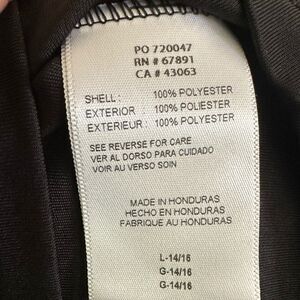 PO 720047
RN # 67891
CA # 43063
SHELL : 100% POLYESTER
EXTERIOR : 100% POLIESTER
EXTERIEUR : 100% POLYESTER
SEE REVERSE FOR CARE
VER AL DORSO PARA CUIDADO
VOIR AU VERSO SOIN
MADE IN HONDURAS
HECHO EN HONDURAS
FABRIQUE AU HONDURAS
L-14/16
G-14/16
G-14/16